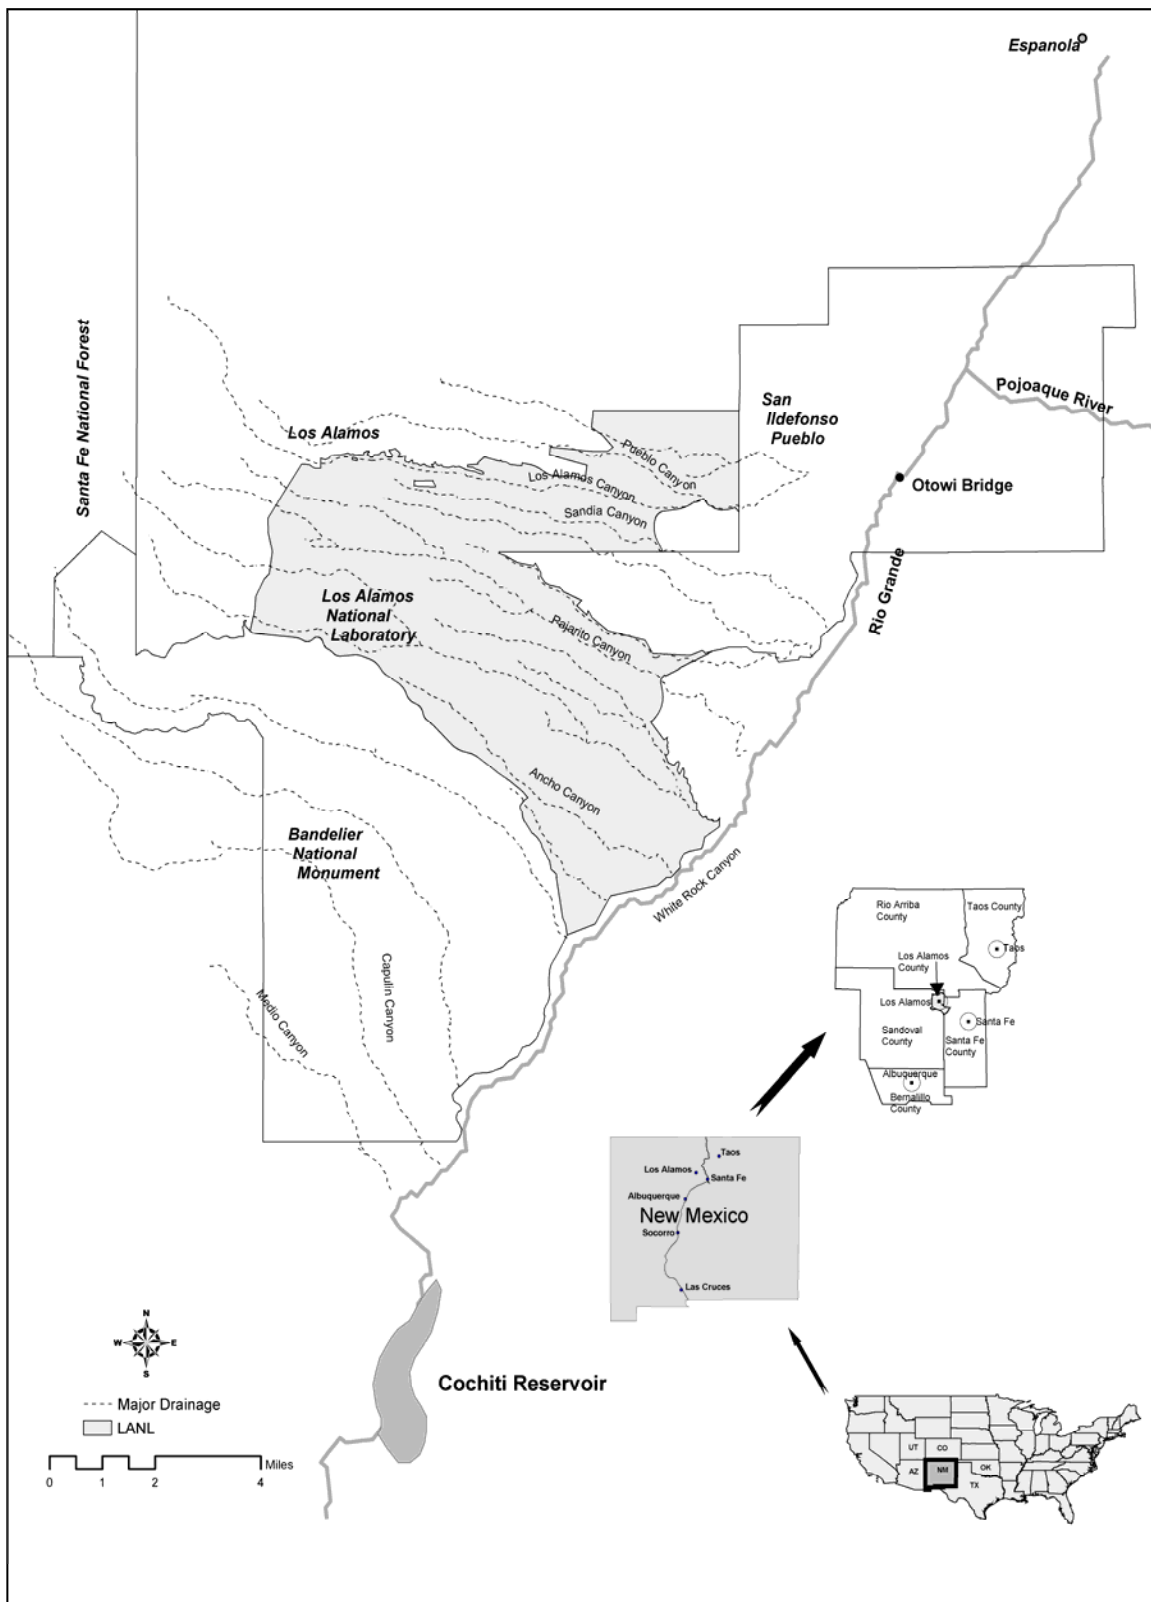 Espanola
Santa Fe National Forest
Pojoaque River
San
Ildefonso
Pueblo
Los Alamos
Pueblo Canyon
Los Alamos Canyon
Otowi Bridge
Sandia Canyon
Rio Grande
Los Alamos
National
Laboratory
Rajarito Canyon
Ancho Canyon
Bandelier
National
Monument
White Rock Canyon
Capulin Canyon
Medio Canyon
Rio Arriba
County
Taos County
Taos
Los Alamos
County
Los Alamos
Santa Fe
Sandoval
County
Santa Fe
County
Albuquerque
Bernalillo
County
Taos
Los Alamos
Santa Fe
Albuquerque
New Mexico
Socorro
Las Cruces
N
W E
S
Cochiti Reservoir
Major Drainage
LANL
Miles
0 1 2 4
UT CO
AZ NM OK
TX